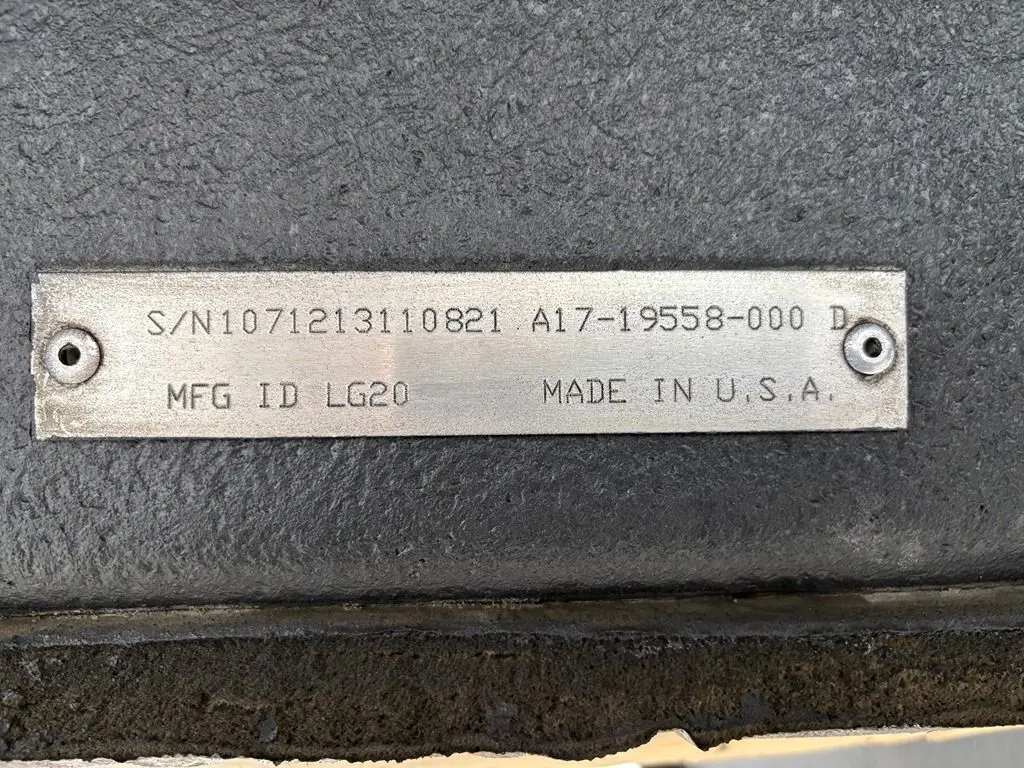 S/N1071213110821 A17-19558-000 D
MFG ID LG20 MADE IN U.S.A.